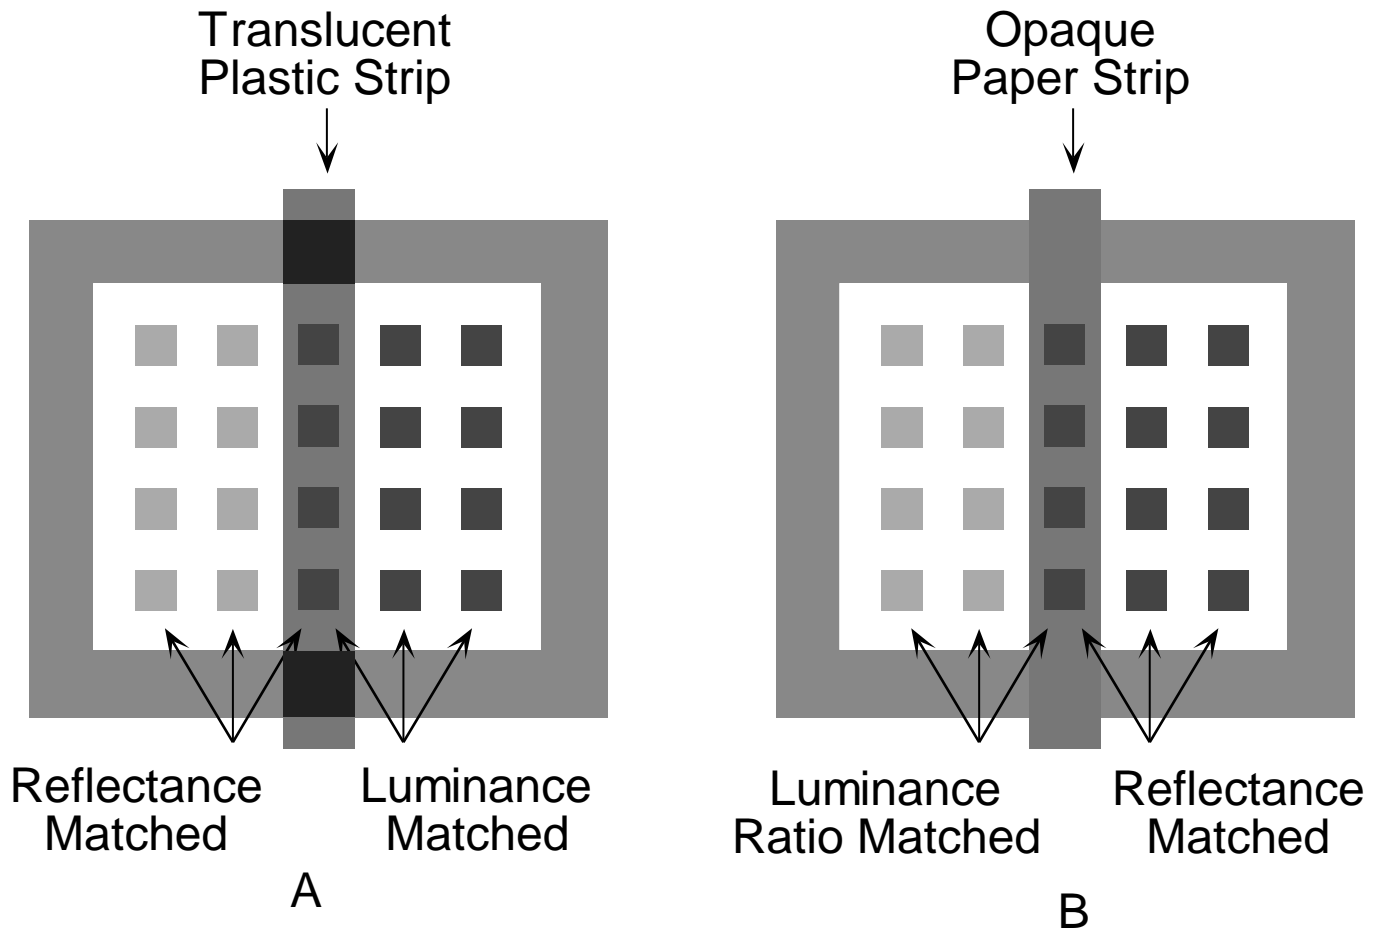 Translucent
Plastic Strip
Opaque
Paper Strip
Reflectance
Matched
Luminance
Matched
A
Luminance
Ratio Matched
Reflectance
Matched
B